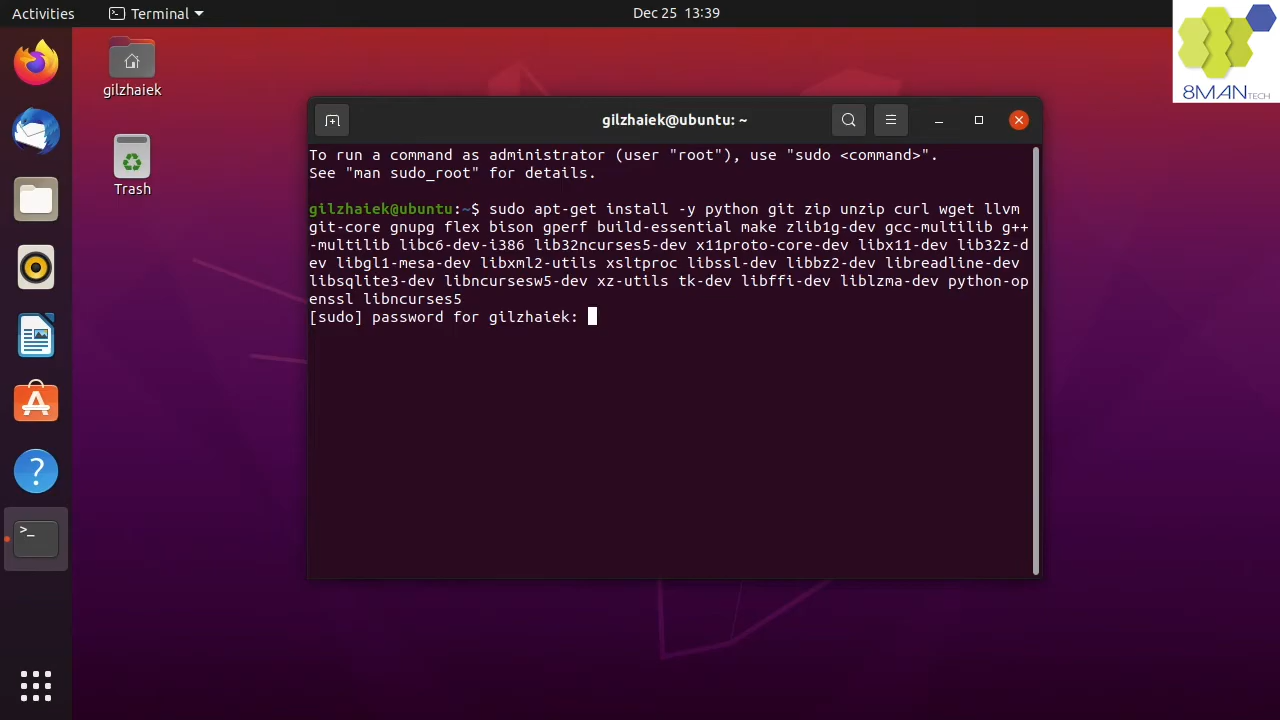 Activities
Terminal
Dec 25 13:39
8MANTECH
gilzhaiek
Trash
gilzhaiek@ubuntu: ~
To run a command as administrator (user "root"), use "sudo <command>".
See "man sudo_root" for details.
gilzhaiek@ubuntu:~$ sudo apt-get install -y python git zip unzip curl wget llvm
git-core gnupg flex bison gperf build-essential make zlib1g-dev gcc-multilib g++
-multilib libc6-dev-i386 lib32ncurses5-dev x11proto-core-dev libx11-dev lib32z-d
ev libgl1-mesa-dev libxml2-utils xsltproc libssl-dev libbz2-dev libreadline-dev
libsqlite3-dev libncursesw5-dev xz-utils tk-dev libffi-dev liblzma-dev python-op
enssl libncurses5
[sudo] password for gilzhaiek: